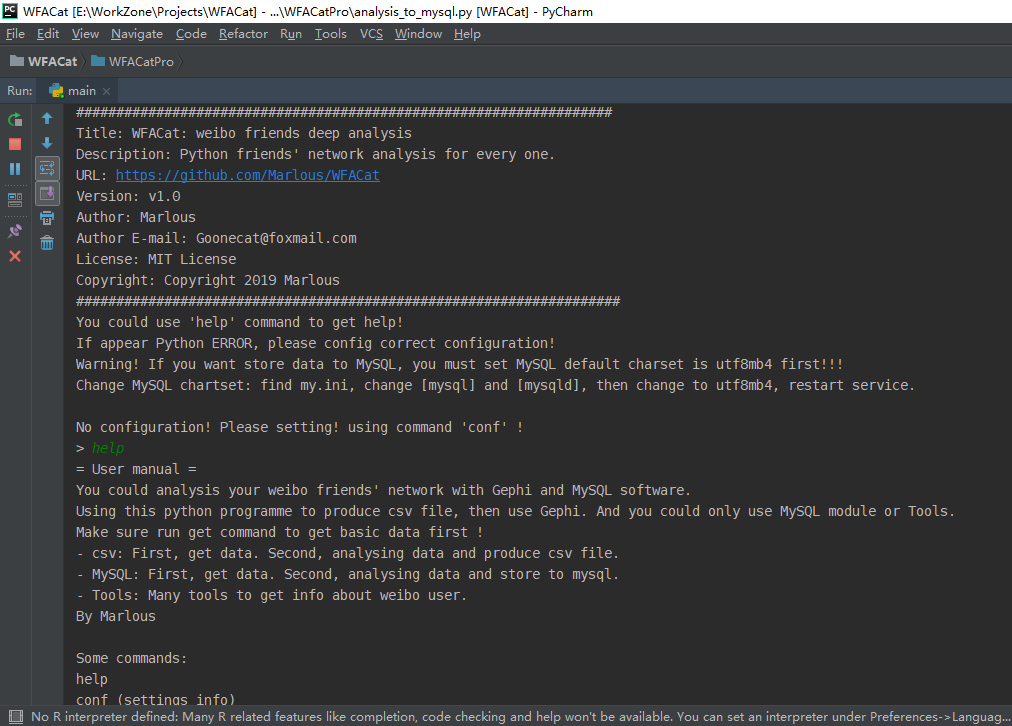 PC WFACat [E:\WorkZone\Projects\WFACat] - ...\WFACatPro\analysis_to_mysql.py [WFACat] - PyCharm
File Edit View Navigate Code Refactor Run Tools VCS Window Help
WFACat WFACatPro
Run: main
###################################################################
Title: WFACat: weibo friends deep analysis
Description: Python friends' network analysis for every one.
URL: https://github.com/Marlous/WFACat
Version: v1.0
Author: Marlous
Author E-mail: Goonecat@foxmail.com
License: MIT License
Copyright: Copyright 2019 Marlous
####################################################################
You could use 'help' command to get help!
If appear Python ERROR, please config correct configuration!
Warning! If you want store data to MySQL, you must set MySQL default charset is utf8mb4 first!!!
Change MySQL chartset: find my.ini, change [mysql] and [mysqld], then change to utf8mb4, restart service.
No configuration! Please setting! using command 'conf' !
> help
= User manual =
You could analysis your weibo friends' network with Gephi and MySQL software.
Using this python programme to produce csv file, then use Gephi. And you could only use MySQL module or Tools.
Make sure run get command to get basic data first !
- csv: First, get data. Second, analysing data and produce csv file.
- MySQL: First, get data. Second, analysing data and store to mysql.
- Tools: Many tools to get info about weibo user.
By Marlous
Some commands:
help
conf (settings info)
No R interpreter defined: Many R related features like completion, code checking and help won't be available. You can set an interpreter under Preferences->Languag...